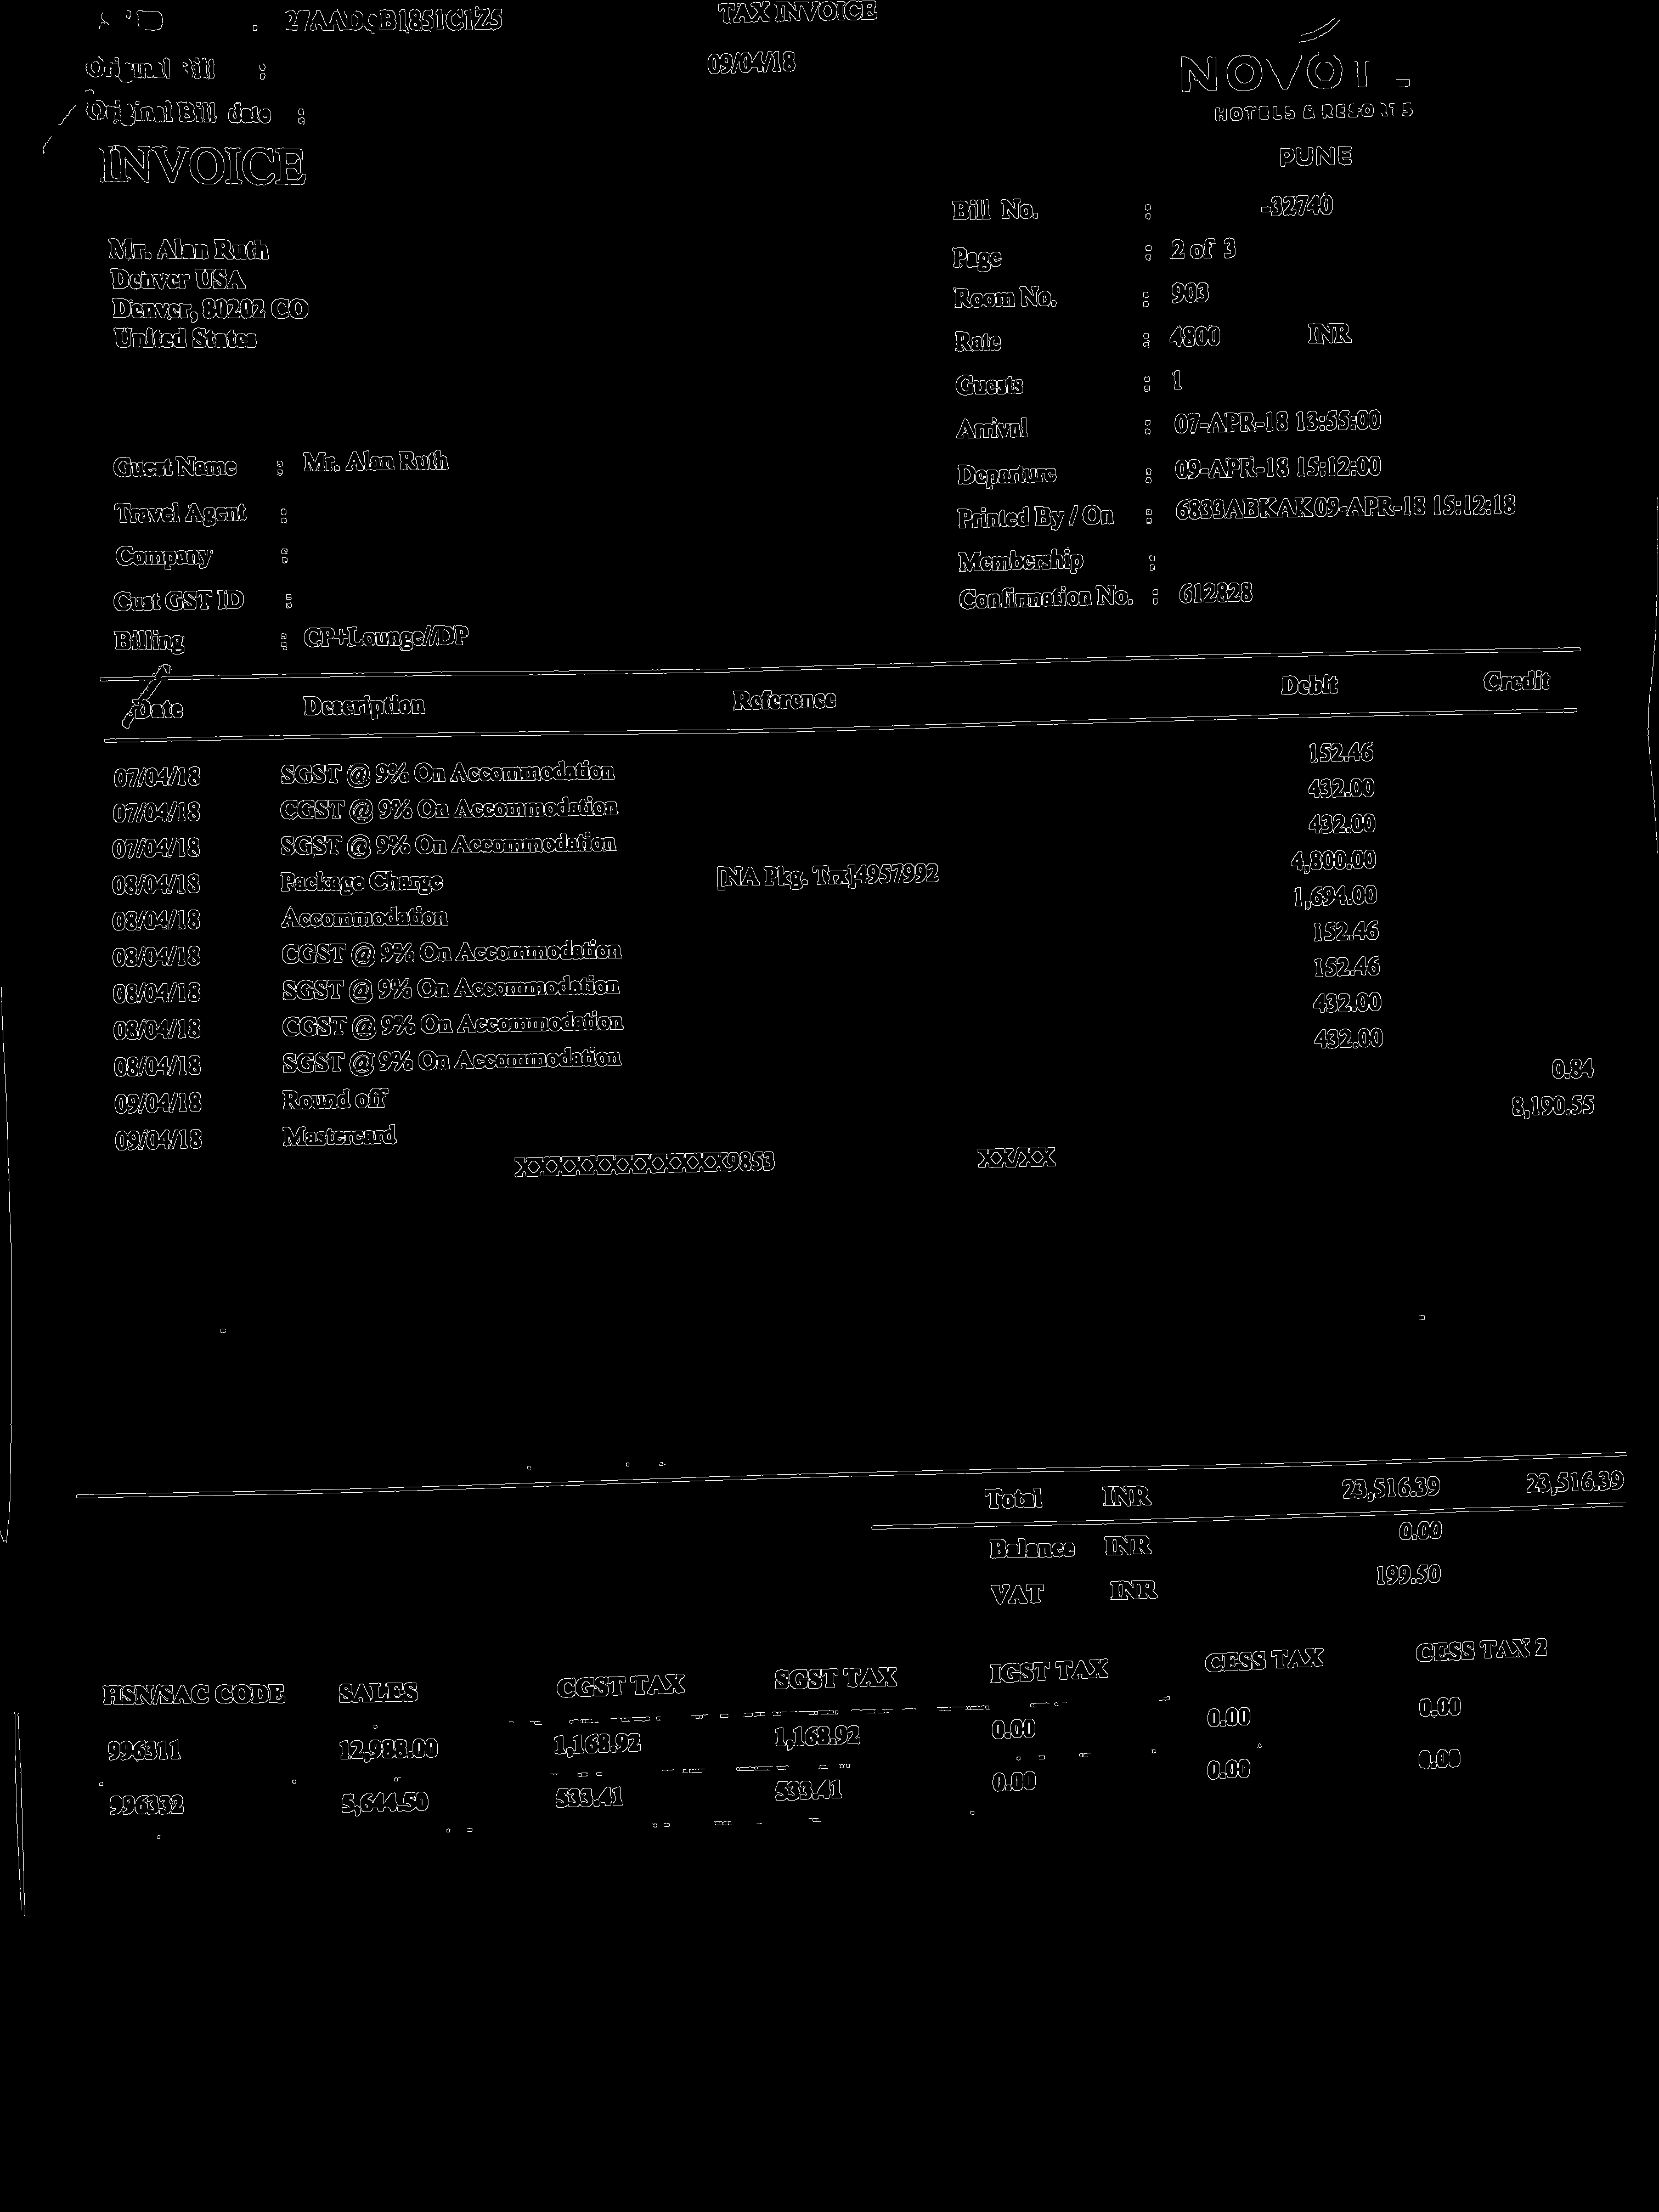 27AADCB1851C1Z5 TAX INVOICE
Original Bill : 09/04/18
Original Bill date :
HOTELS & RESORTS
INVOICE
PUNE
Bill No. : -32740
Mr. Alan Ruth
Denver USA
Denver, 80202 CO
United States
Page : 2 of 3
Room No. : 903
Rate : 4800 INR
Guests : 1
Arrival : 07-APR-18 13:55:00
Guest Name : Mr. Alan Ruth
Departure : 09-APR-18 15:12:00
Travel Agent :
Printed By / On : 6833ABKAK 09-APR-18 15:12:18
Company :
Membership :
Cust GST ID :
Confirmation No. : 612828
Billing : CP+Lounge//DP
Date Description Reference Debit Credit
07/04/18 SGST @ 9% On Accommodation 152.46
07/04/18 CGST @ 9% On Accommodation 432.00
07/04/18 SGST @ 9% On Accommodation 432.00
08/04/18 Package Charge [NA Pkg. Trx]4957992 4,800.00
08/04/18 Accommodation 1,694.00
08/04/18 CGST @ 9% On Accommodation 152.46
08/04/18 SGST @ 9% On Accommodation 152.46
08/04/18 CGST @ 9% On Accommodation 432.00
08/04/18 SGST @ 9% On Accommodation 432.00
09/04/18 Round off 0.84
09/04/18 Mastercard 8,190.55
XXXXXXXXXXXX9853 XX/XX
Total INR 23,516.39 23,516.39
Balance INR 0.00
VAT INR 199.50
HSN/SAC CODE SALES CGST TAX SGST TAX IGST TAX CESS TAX CESS TAX 2
996311 12,988.00 1,168.92 1,168.92 0.00 0.00 0.00
996332 5,644.50 533.41 533.41 0.00 0.00 0.00